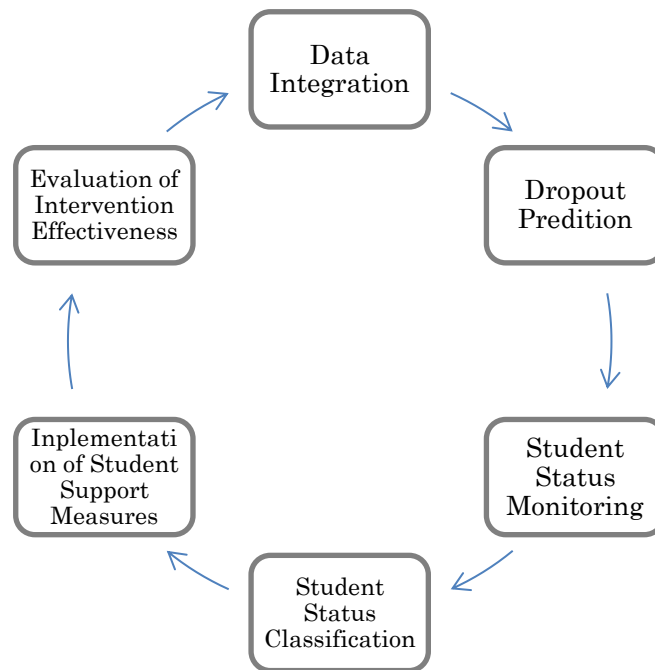 Data
Integration
Dropout
Predition
Student
Status
Monitoring
Student
Status
Classification
Inplementati
on of Student
Support
Measures
Evaluation of
Intervention
Effectiveness